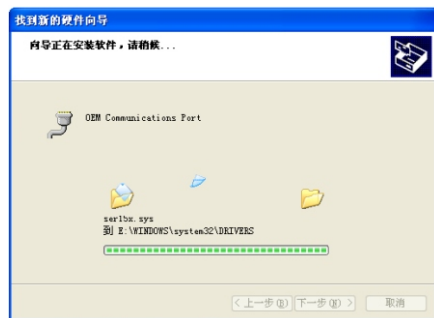 找到新的硬件向导
向导正在安装软件，请稍候...
OEM Communications Port
ser1bx.sys
到 E:\WINDOWS\system32\DRIVERS
< 上一步(B) 下一步(N) > 取消